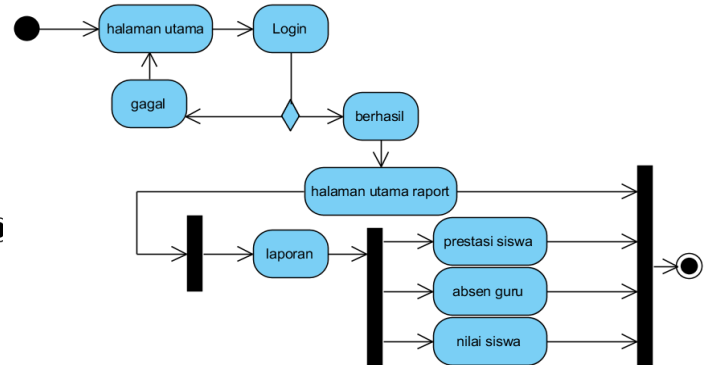 halaman utama
Login
gagal
berhasil
halaman utama raport
laporan
prestasi siswa
absen guru
nilai siswa